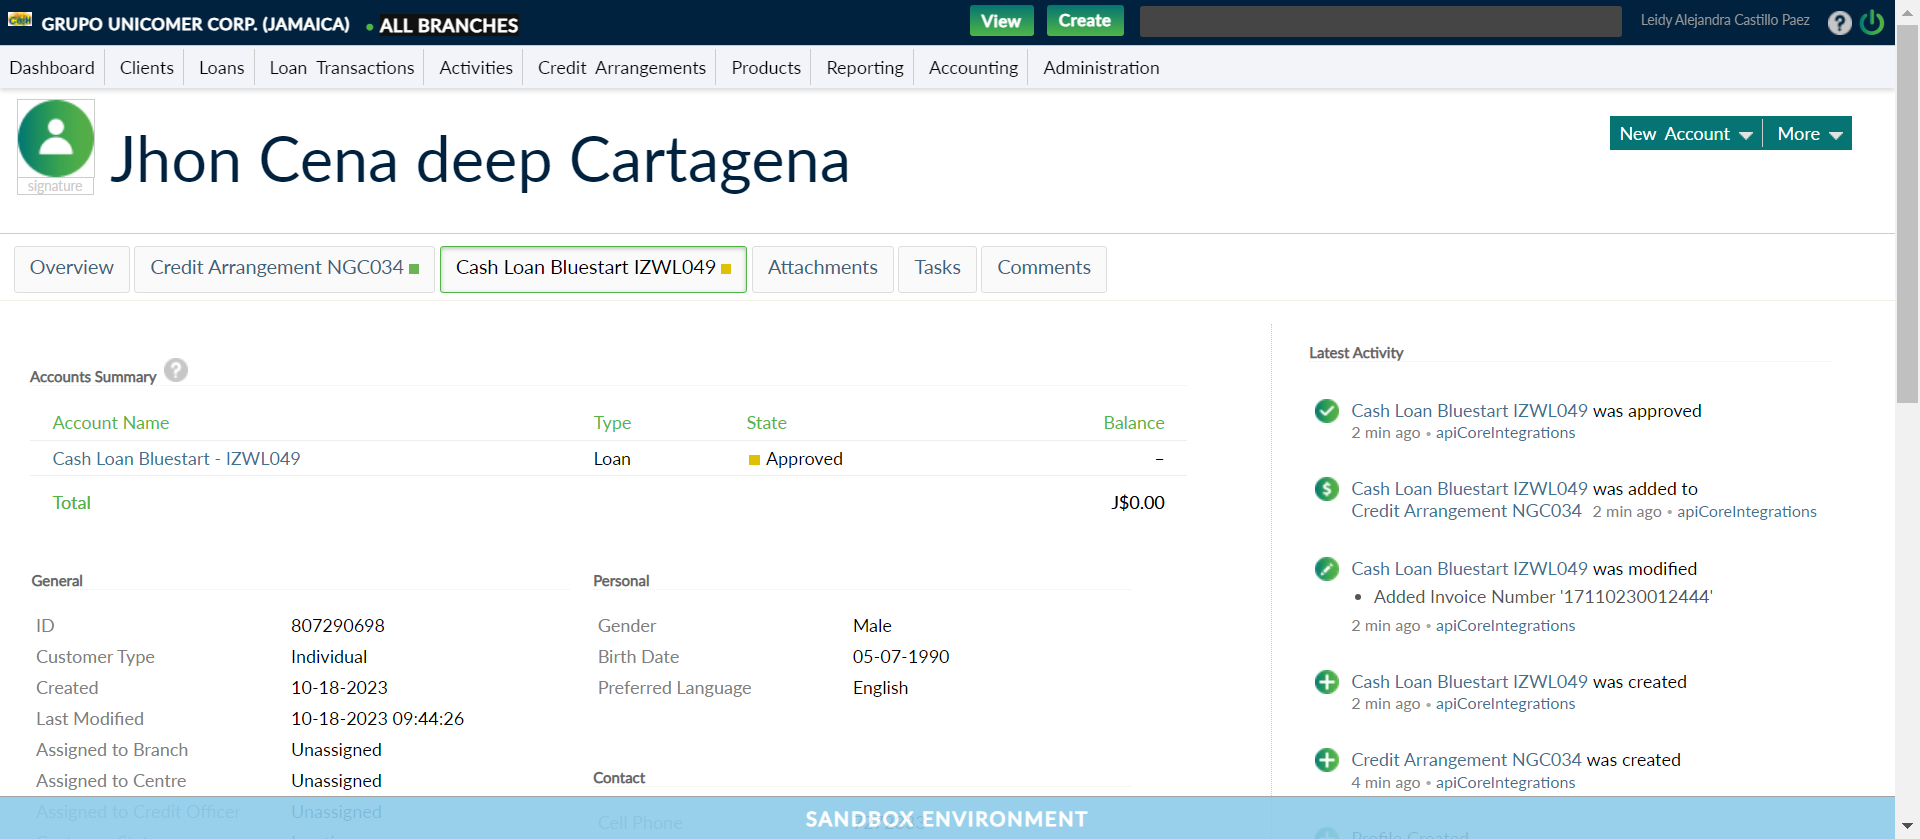 Cash
GRUPO UNICOMER CORP. (JAMAICA) • ALL BRANCHES
View
Create
Leidy Alejandra Castillo Paez
?
Dashboard Clients Loans Loan Transactions Activities Credit Arrangements Products Reporting Accounting Administration
signature
Jhon Cena deep Cartagena
New Account
More
Overview
Credit Arrangement NGC034
Cash Loan Bluestart IZWL049
Attachments
Tasks
Comments
Accounts Summary ?
Account Name Type State Balance
Cash Loan Bluestart - IZWL049 Loan Approved –
Total J$0.00
General
ID 807290698
Customer Type Individual
Created 10-18-2023
Last Modified 10-18-2023 09:44:26
Assigned to Branch Unassigned
Assigned to Centre Unassigned
Assigned to Credit Officer Unassigned
Personal
Gender Male
Birth Date 05-07-1990
Preferred Language English
Contact
Cell Phone
Latest Activity
Cash Loan Bluestart IZWL049 was approved
2 min ago • apiCoreIntegrations
Cash Loan Bluestart IZWL049 was added to
Credit Arrangement NGC034 2 min ago • apiCoreIntegrations
Cash Loan Bluestart IZWL049 was modified
• Added Invoice Number '17110230012444'
2 min ago • apiCoreIntegrations
Cash Loan Bluestart IZWL049 was created
2 min ago • apiCoreIntegrations
Credit Arrangement NGC034 was created
4 min ago • apiCoreIntegrations
Profile Created
SANDBOX ENVIRONMENT